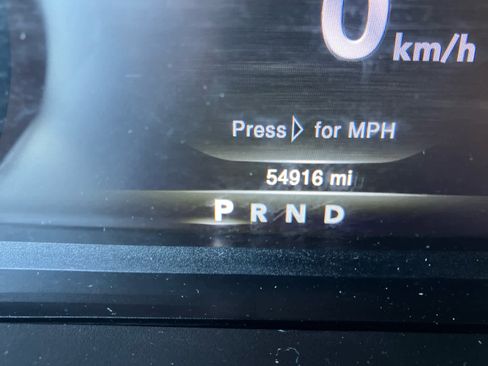 0 km/h
Press ▷ for MPH
54916 mi
P R N D